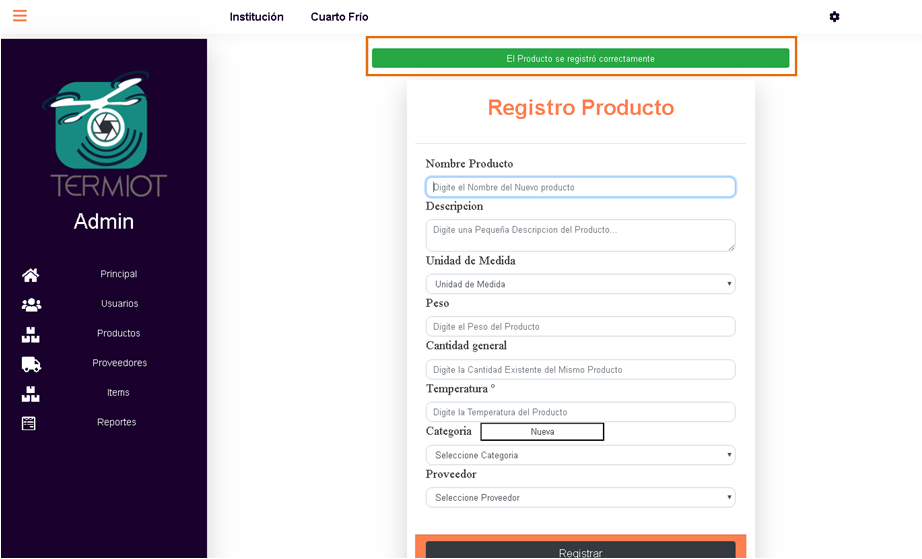 Institución Cuarto Frío
El Producto se registró correctamente
TERMIOT
Admin
Principal
Usuarios
Productos
Proveedores
Items
Reportes
Registro Producto
Nombre Producto
Digite el Nombre del Nuevo producto
Descripcion
Digite una Pequeña Descripcion del Producto...
Unidad de Medida
Unidad de Medida
Peso
Digite el Peso del Producto
Cantidad general
Digite la Cantidad Existente del Mismo Producto
Temperatura °
Digite la Temperatura del Producto
Categoria Nueva
Seleccione Categoria
Proveedor
Seleccione Proveedor
Registrar